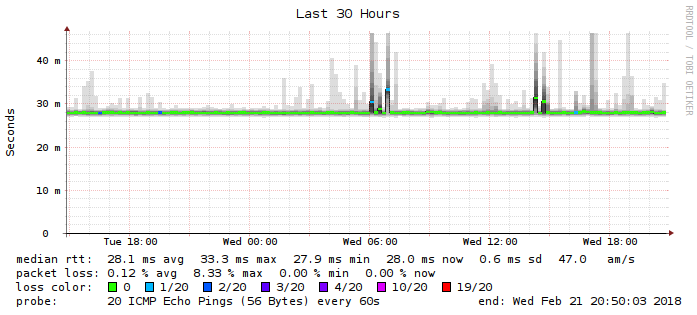 Last 30 Hours
RRDTOOL / TOBI OETIKER
Seconds
40 m
30 m
20 m
10 m
0
Tue 18:00 Wed 00:00 Wed 06:00 Wed 12:00 Wed 18:00
median rtt: 28.1 ms avg 33.3 ms max 27.9 ms min 28.0 ms now 0.6 ms sd 47.0 am/s
packet loss: 0.12 % avg 8.33 % max 0.00 % min 0.00 % now
loss color: 0 1/20 2/20 3/20 4/20 10/20 19/20
probe: 20 ICMP Echo Pings (56 Bytes) every 60s end: Wed Feb 21 20:50:03 2018